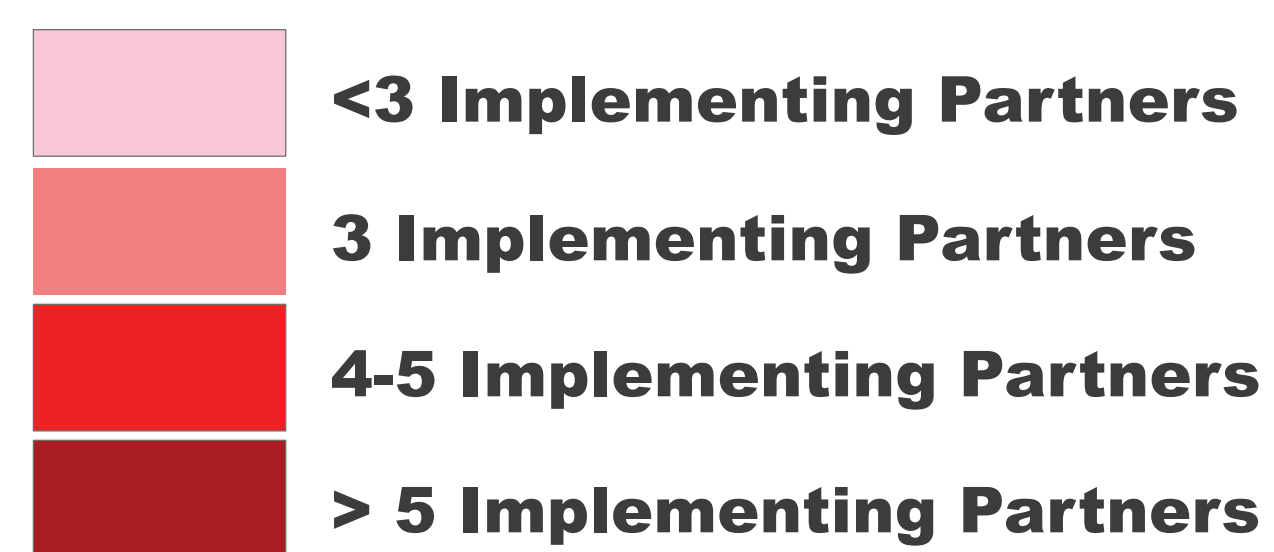 <3 Implementing Partners
3 Implementing Partners
4-5 Implementing Partners
> 5 Implementing Partners